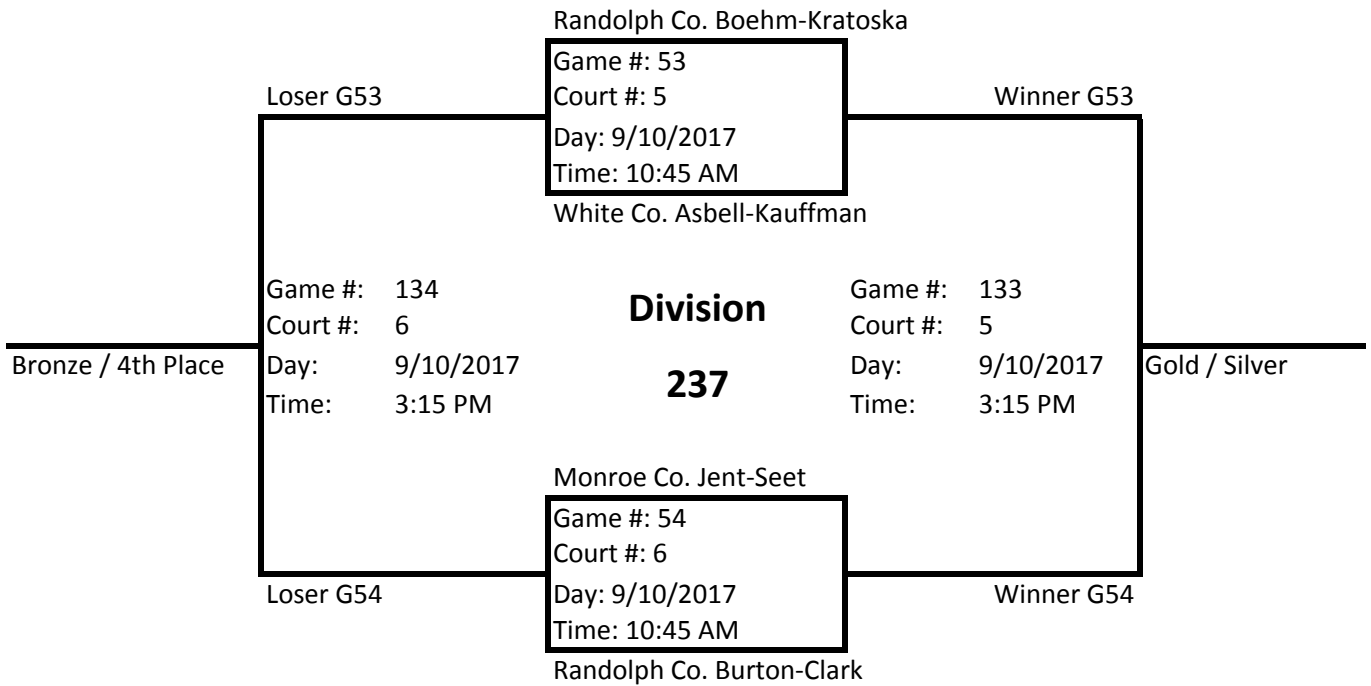 Randolph Co. Boehm-Kratoska
Game #: 53
Court #: 5
Day: 9/10/2017
Time: 10:45 AM
White Co. Asbell-Kauffman
Loser G53
Winner G53
Game #: 134
Court #: 6
Day: 9/10/2017
Time: 3:15 PM
Bronze / 4th Place
Division
237
Game #: 133
Court #: 5
Day: 9/10/2017
Time: 3:15 PM
Gold / Silver
Monroe Co. Jent-Seet
Game #: 54
Court #: 6
Day: 9/10/2017
Time: 10:45 AM
Randolph Co. Burton-Clark
Loser G54
Winner G54